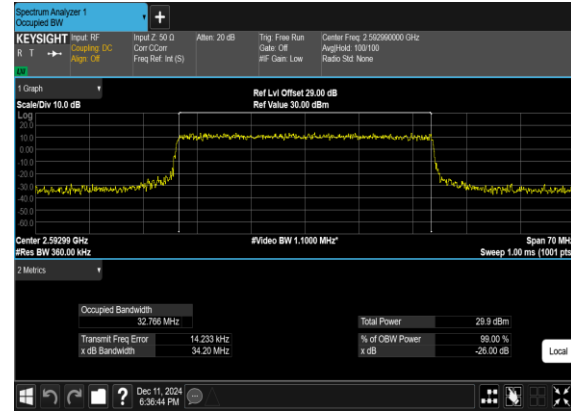 Spectrum Analyzer 1
Occupied BW
+
KEYSIGHT Input: RF Input Z: 50 Ω Atten: 20 dB Trig: Free Run Center Freq: 2.592990000 GHz
R T Coupling: DC Corr CCorr Gate: Off Avg|Hold: 100/100
Align: Off Freq Ref: Int (S) #IF Gain: Low Radio Std: None
LV
1 Graph
Ref Lvl Offset 29.00 dB
Scale/Div 10.0 dB Ref Value 30.00 dBm
Log
20.0
10.0
0.00
-10.0
-20.0
-30.0
-40.0
-50.0
-60.0
Center 2.59299 GHz #Video BW 1.1000 MHz* Span 70 MHz
#Res BW 360.00 kHz Sweep 1.00 ms (1001 pts
2 Metrics
Occupied Bandwidth
32.766 MHz Total Power 29.9 dBm
Transmit Freq Error 14.233 kHz % of OBW Power 99.00 %
x dB Bandwidth 34.20 MHz x dB -26.00 dB
Local
? Dec 11, 2024
6:36:44 PM